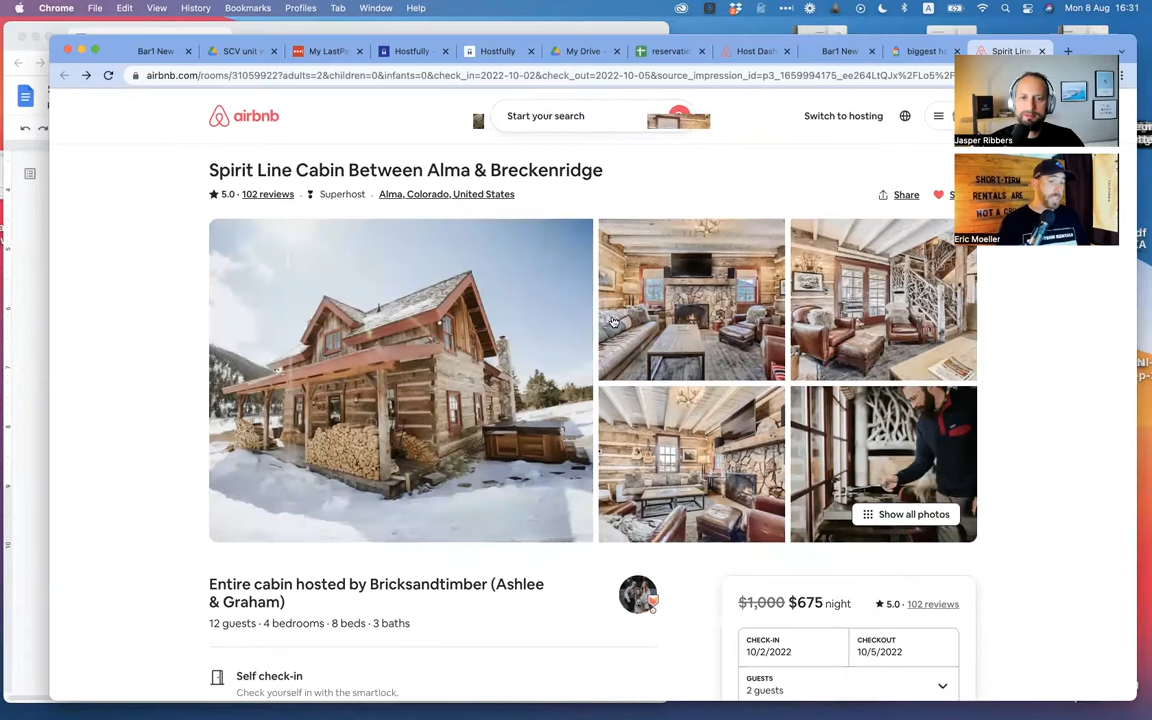 Chrome File Edit View History Bookmarks Profiles Tab Window Help
A
Mon 8 Aug 16:31
Bar1 New
SCV unit
My LastP
Hostfully
Hostfully
My Drive -
reservati
Host Das
Bar1 New
biggest h
Spirit Line
airbnb.com/rooms/31059922?adults=2&children=0&infants=0&check_in=2022-10-02&check_out=2022-10-05&source_impression_id=p3_1659994175_ee264LtQJx%2FLo5%2F
airbnb
Start your search
Switch to hosting
Jasper Ribbers
SHORT-TERM
RENTALS ARE
NOT A
Eric Moeller
Spirit Line Cabin Between Alma & Breckenridge
★ 5.0 · 102 reviews · Superhost · Alma, Colorado, United States
Share
S
Show all photos
Entire cabin hosted by Bricksandtimber (Ashlee
& Graham)
12 guests · 4 bedrooms · 8 beds · 3 baths
Self check-in
Check yourself in with the smartlock.
$1,000 $675 night
★ 5.0 · 102 reviews
CHECK-IN
10/2/2022
CHECKOUT
10/5/2022
GUESTS
2 guests